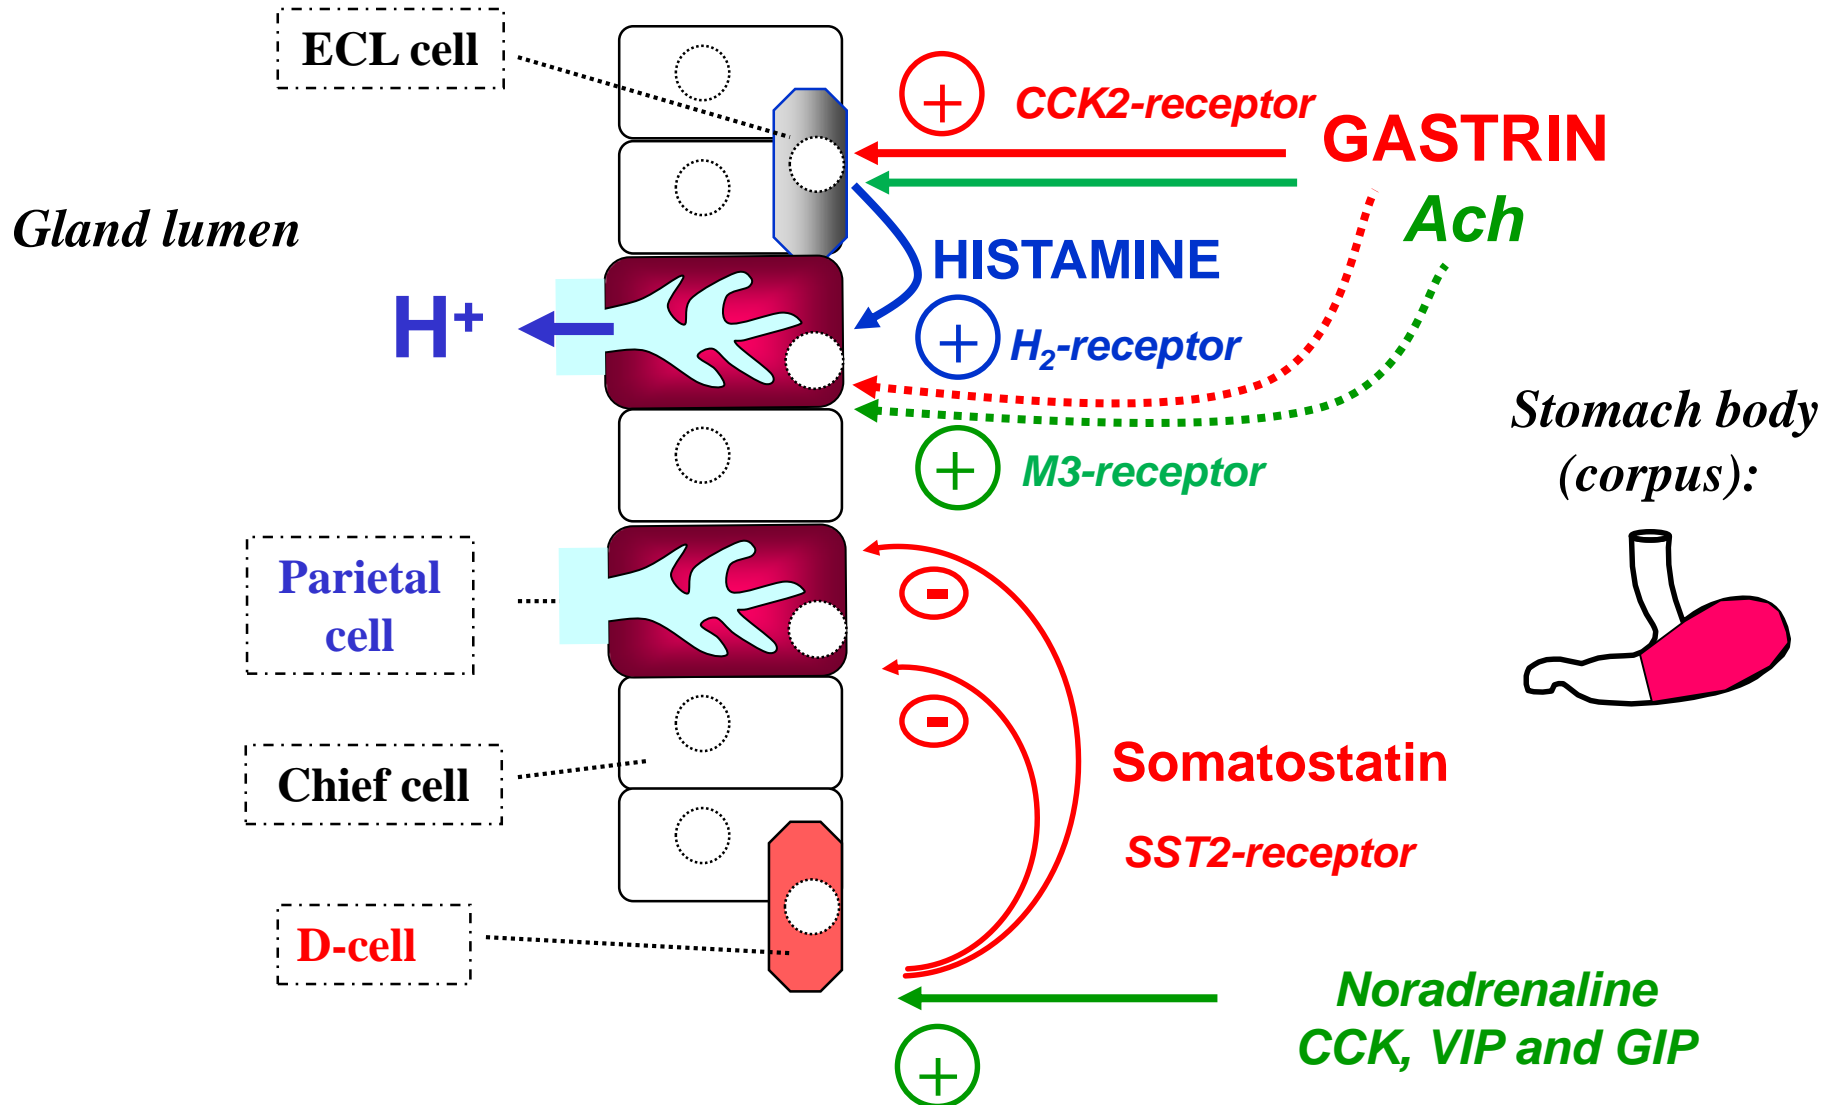 ECL cell
+
CCK2-receptor
GASTRIN
Ach
Gland lumen
HISTAMINE
H+
+
H2-receptor
Stomach body
(corpus):
+
M3-receptor
Parietal
cell
-
-
Somatostatin
Chief cell
SST2-receptor
D-cell
Noradrenaline
CCK, VIP and GIP
+